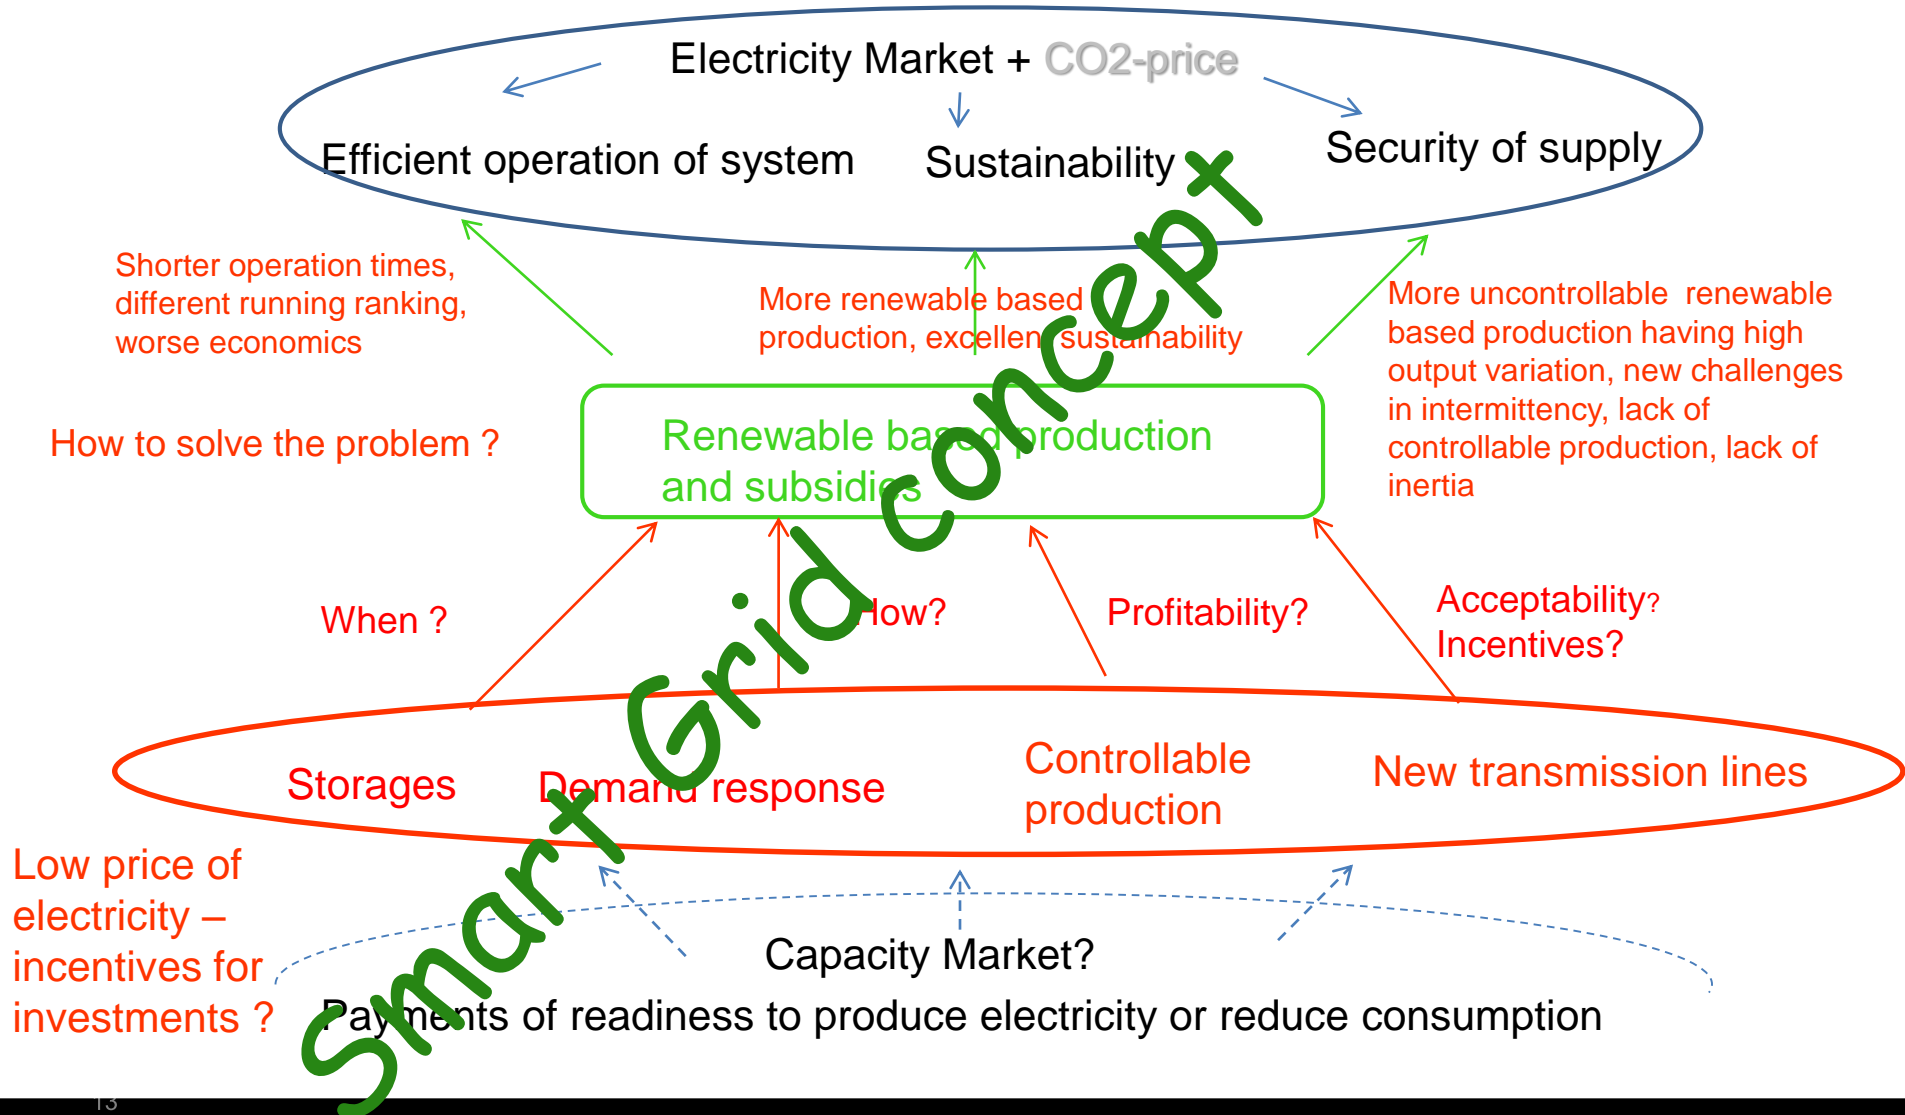 Electricity Market + CO2-price
Efficient operation of system
Sustainability
Security of supply
Shorter operation times,
different running ranking,
worse economics
More renewable based
production, excellent sustainability
More uncontrollable renewable
based production having high
output variation, new challenges
in intermittency, lack of
controllable production, lack of
inertia
How to solve the problem ?
Renewable based production
and subsidies
When ?
How?
Profitability?
Acceptability?
Incentives?
Storages
Demand response
Controllable
production
New transmission lines
Low price of
electricity –
incentives for
investments ?
Capacity Market?
Payments of readiness to produce electricity or reduce consumption
Smart Grid concept
13